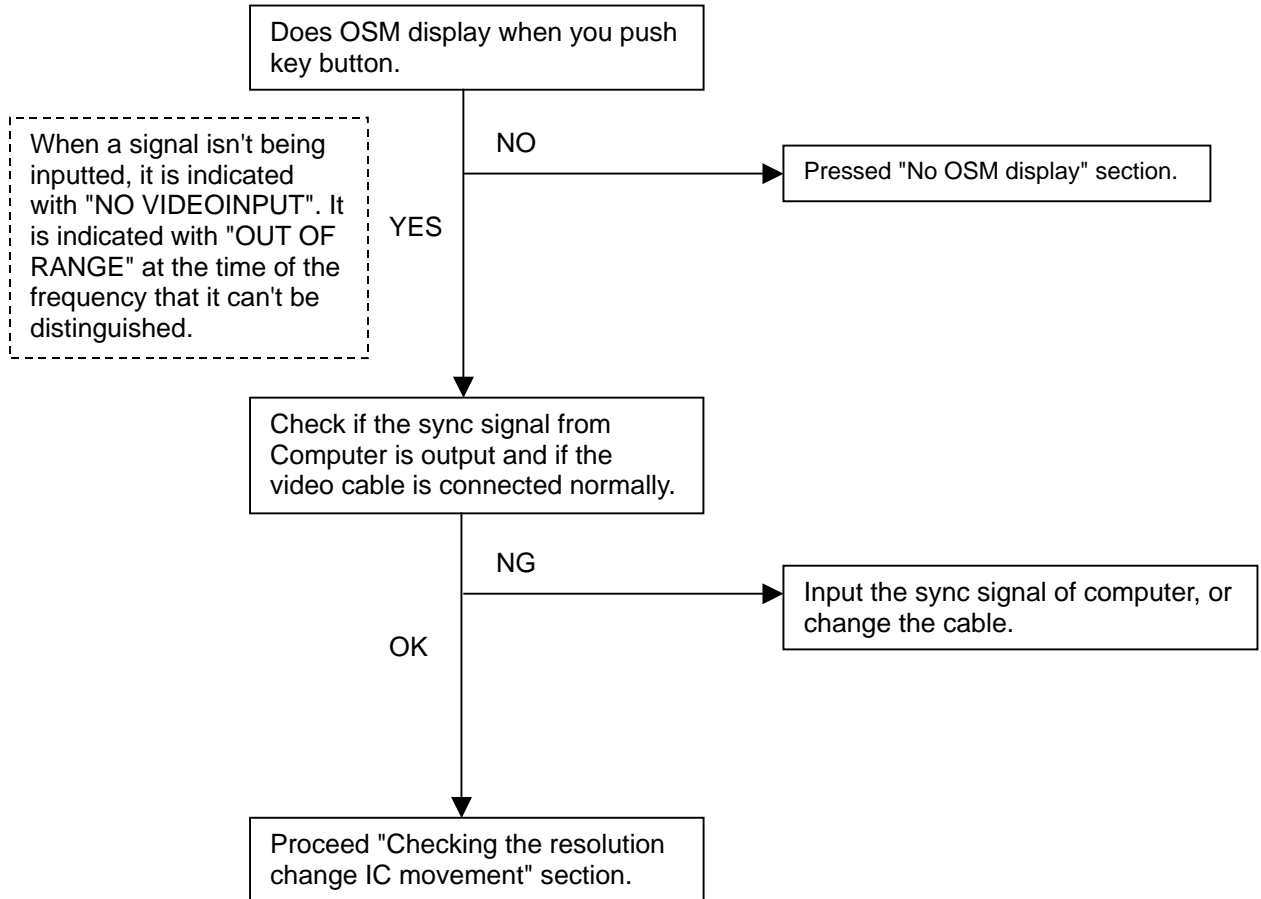 Does OSM display when you push
key button.
When a signal isn't being
inputted, it is indicated
with "NO VIDEOINPUT". It
is indicated with "OUT OF
RANGE" at the time of the
frequency that it can't be
distinguished.
NO
Pressed "No OSM display" section.
YES
Check if the sync signal from
Computer is output and if the
video cable is connected normally.
NG
Input the sync signal of computer, or
change the cable.
OK
Proceed "Checking the resolution
change IC movement" section.